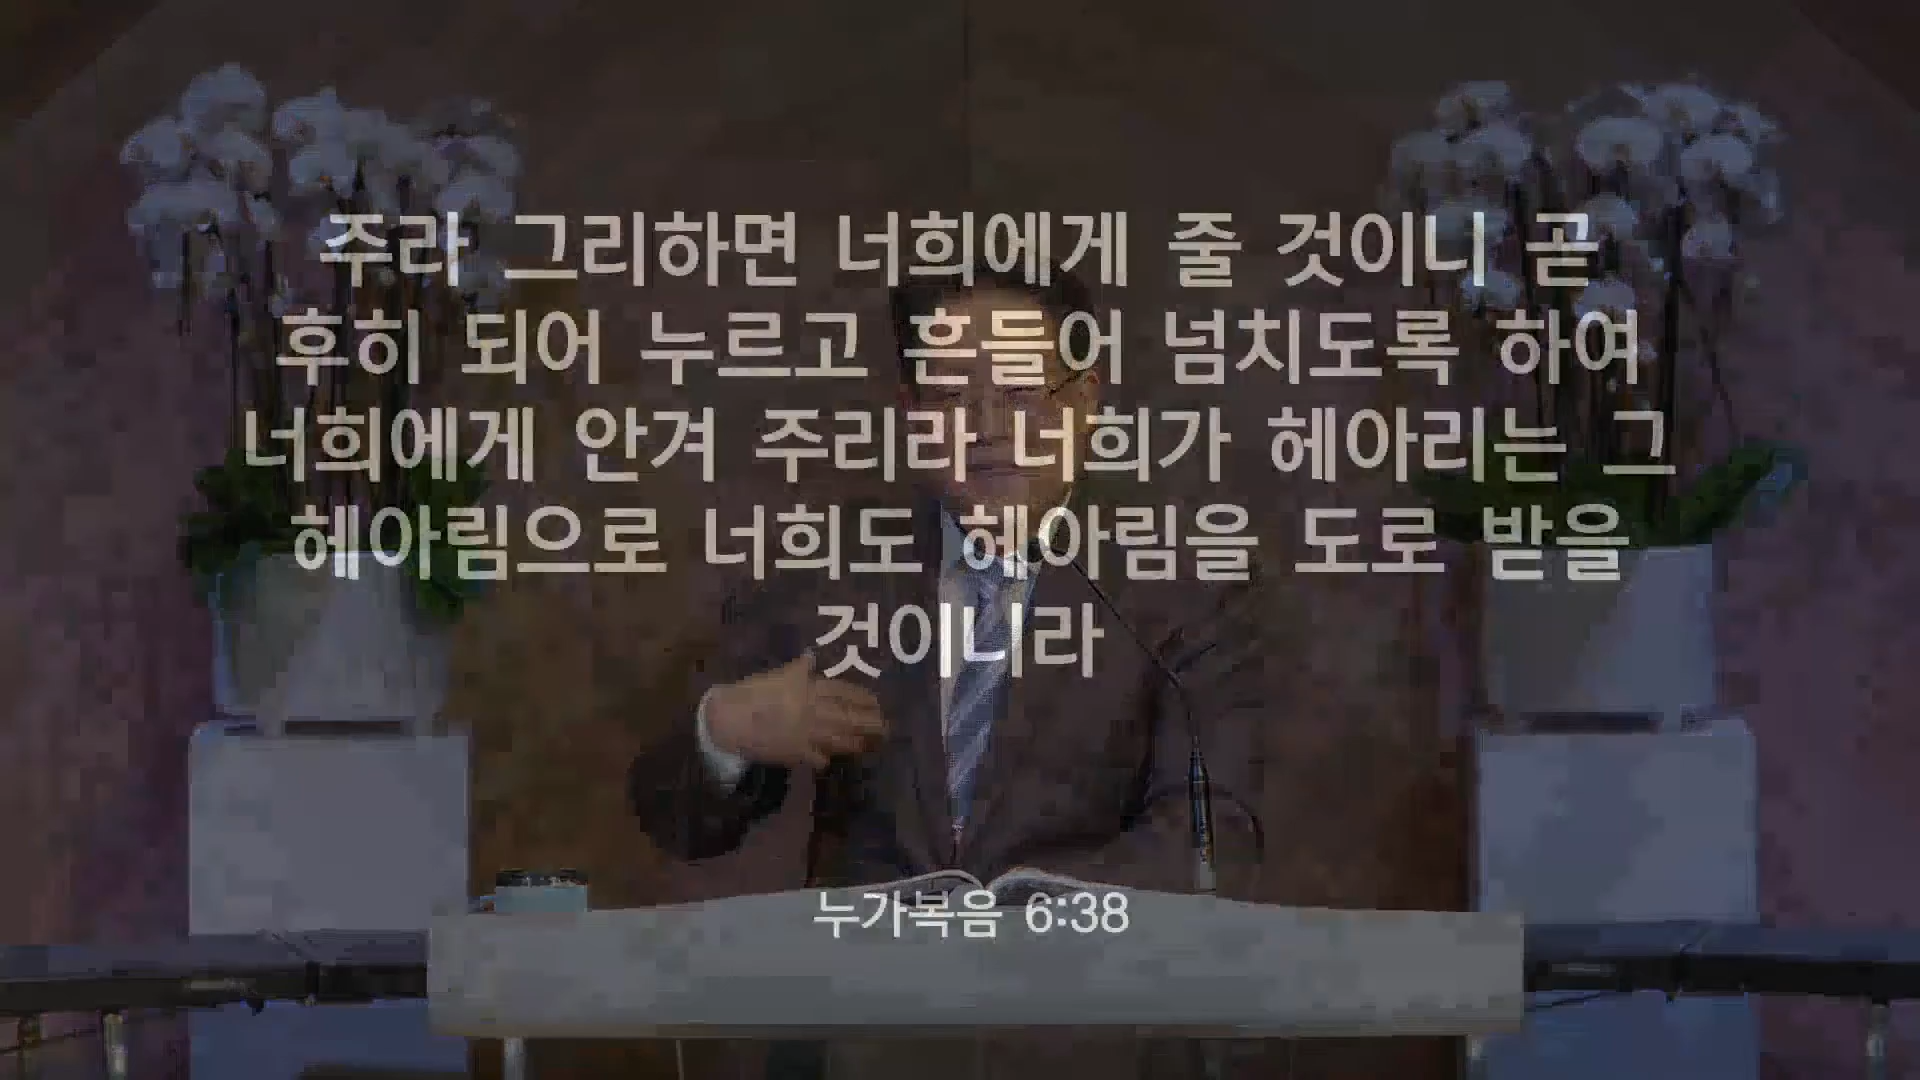 주라 그리하면 너희에게 줄 것이니 곧
후히 되어 누르고 흔들어 넘치도록 하여
너희에게 안겨 주리라 너희가 헤아리는 그
헤아림으로 너희도 헤아림을 도로 받을
것이니라
누가복음 6:38